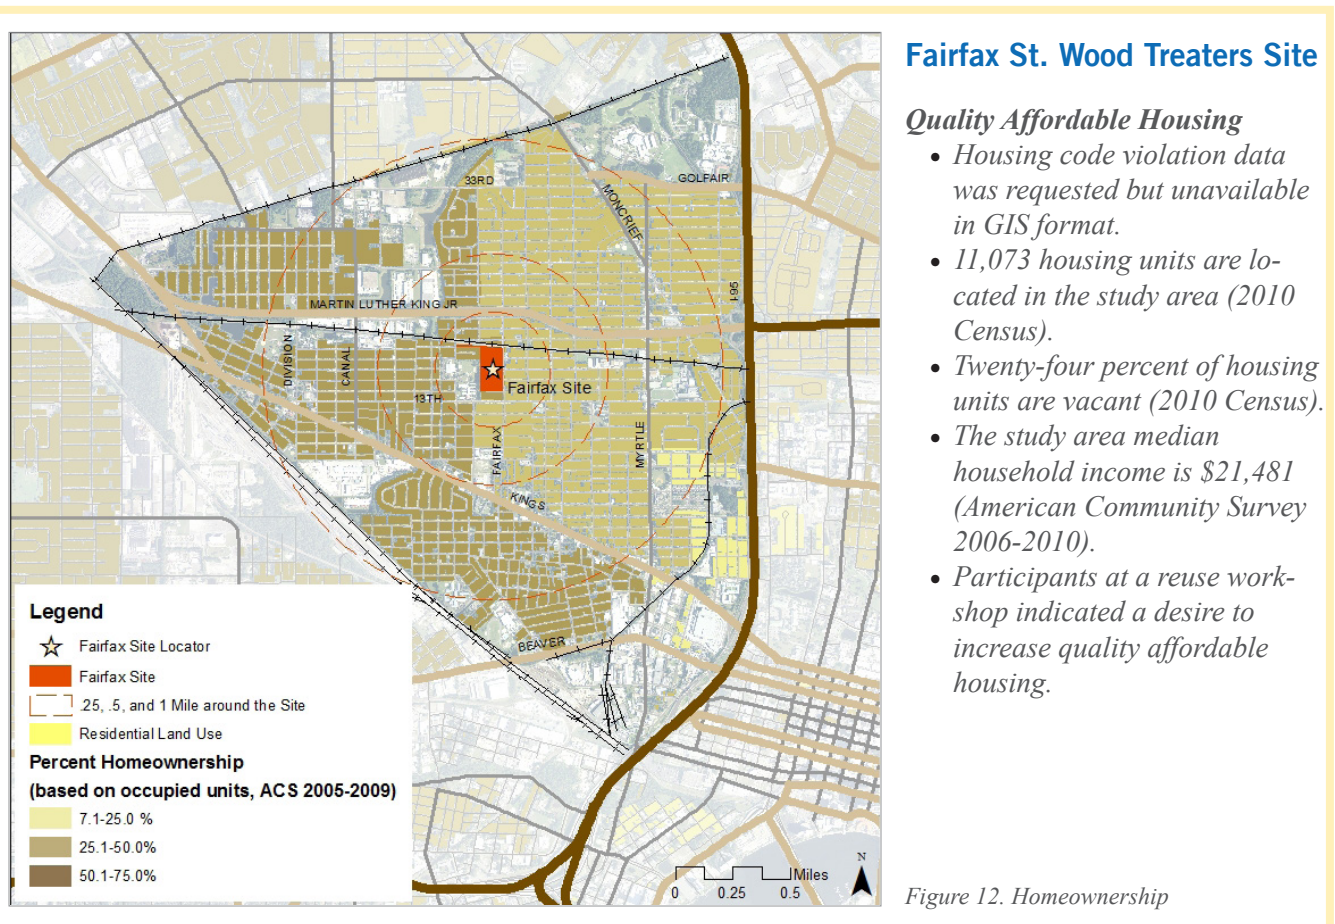 Fairfax St. Wood Treaters Site
Quality Affordable Housing
• Housing code violation data
was requested but unavailable
in GIS format.
• 11,073 housing units are lo-
cated in the study area (2010
Census).
• Twenty-four percent of housing
units are vacant (2010 Census).
• The study area median
household income is $21,481
(American Community Survey
2006-2010).
• Participants at a reuse work-
shop indicated a desire to
increase quality affordable
housing.
Figure 12. Homeownership
33RD
GOLFAIR
MONCRIEF
I-95
MARTIN LUTHER KING JR
DIVISION
CANAL
13TH
Fairfax Site
FAIRFAX
MYRTLE
KINGS
BEAVER
Legend
Fairfax Site Locator
Fairfax Site
.25, .5, and 1 Mile around the Site
Residential Land Use
Percent Homeownership
(based on occupied units, ACS 2005-2009)
7.1-25.0 %
25.1-50.0%
50.1-75.0%
Miles
0 0.25 0.5
N